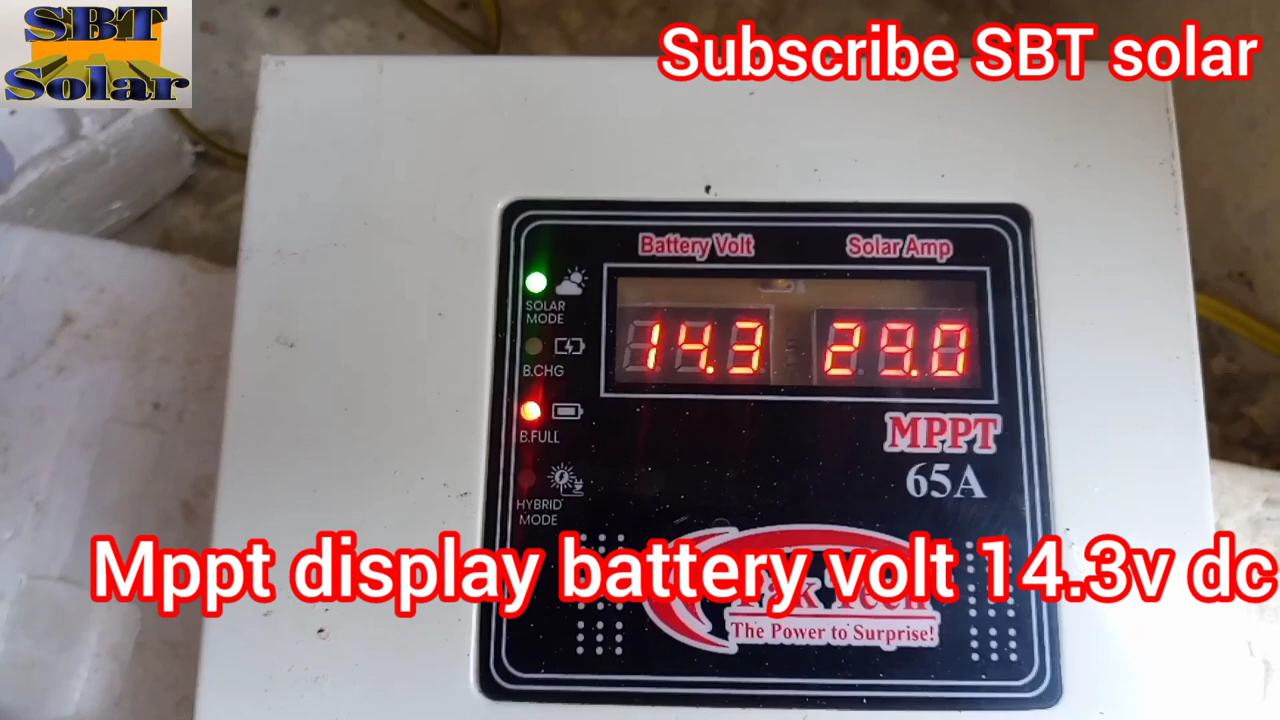 SBT
Solar
Subscribe SBT solar
Battery Volt
Solar Amp
SOLAR
MODE
14.3
29.0
B.CHG
B.FULL
MPPT
65A
HYBRID
MODE
Mppt display battery volt 14.3v dc
Tech
The Power to Surprise!